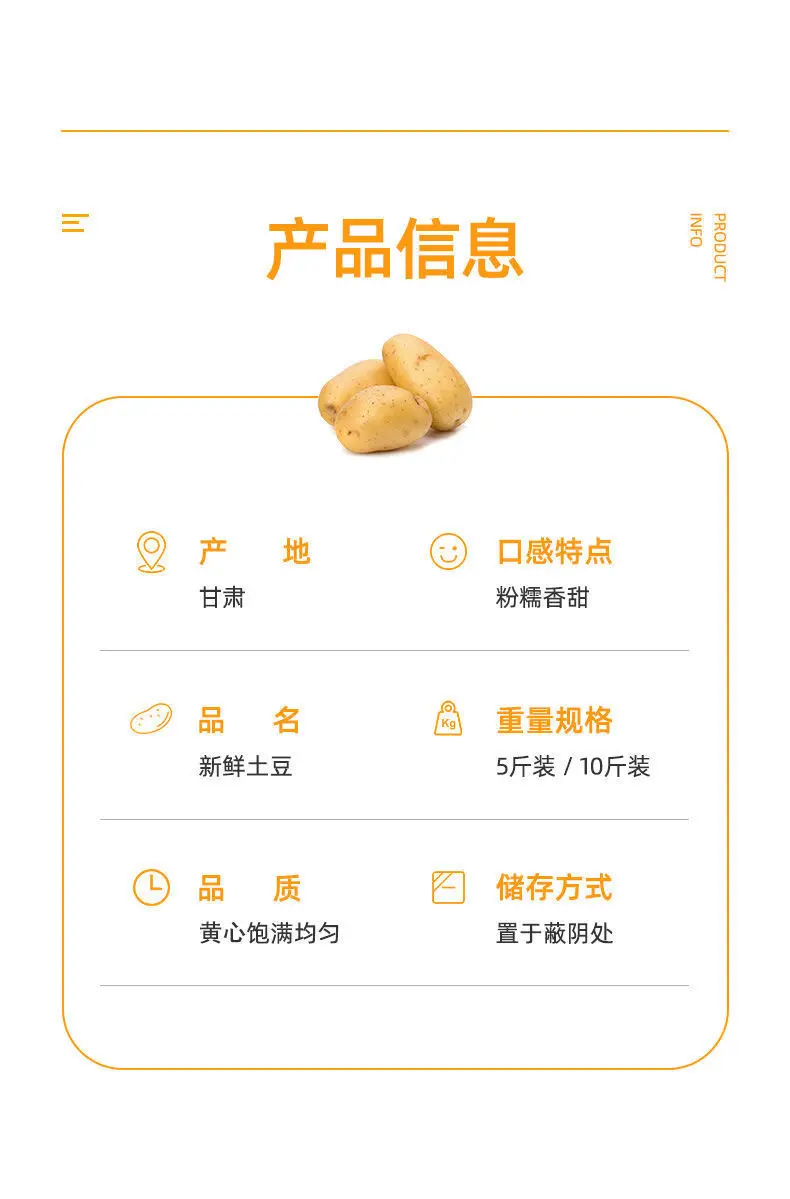 产品信息
PRODUCT
INFO
产 地
甘肃
口感特点
粉糯香甜
品 名
新鲜土豆
Kg
重量规格
5斤装 / 10斤装
品 质
黄心饱满均匀
储存方式
置于蔽阴处